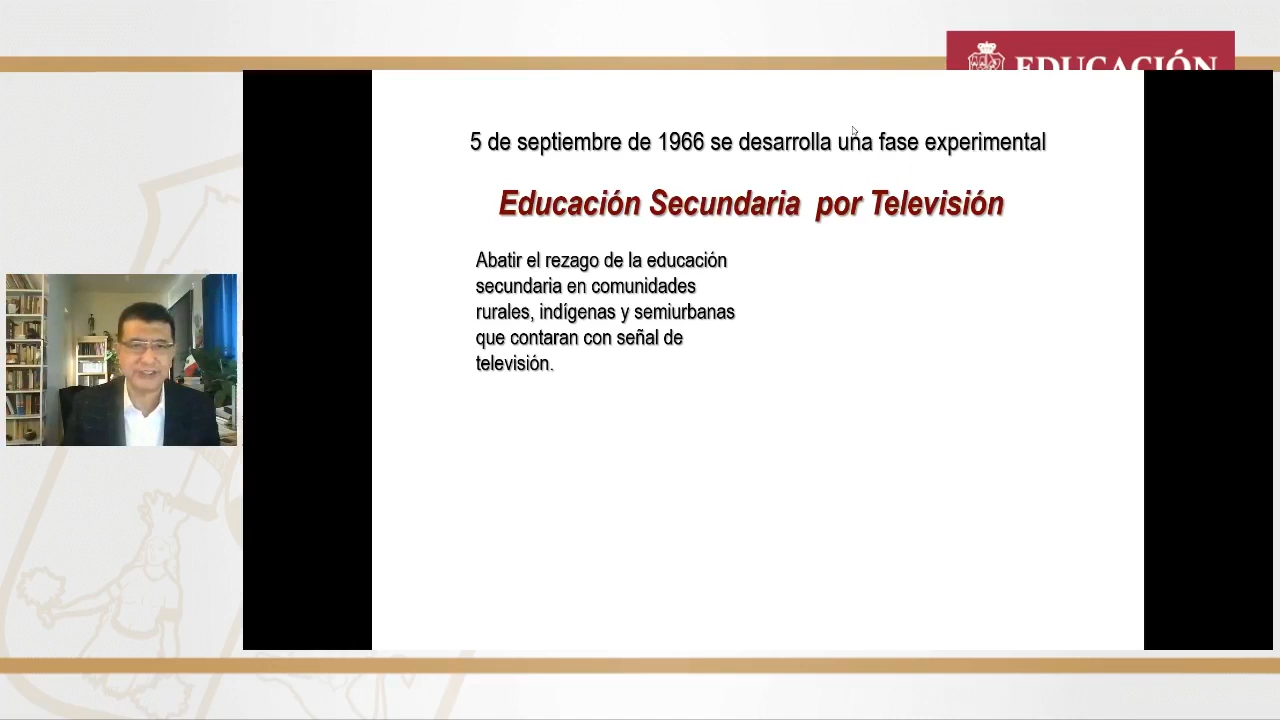 EDUCACIÓN
5 de septiembre de 1966 se desarrolla una fase experimental
Educación Secundaria por Televisión
Abatir el rezago de la educación
secundaria en comunidades
rurales, indígenas y semiurbanas
que contaran con señal de
televisión.